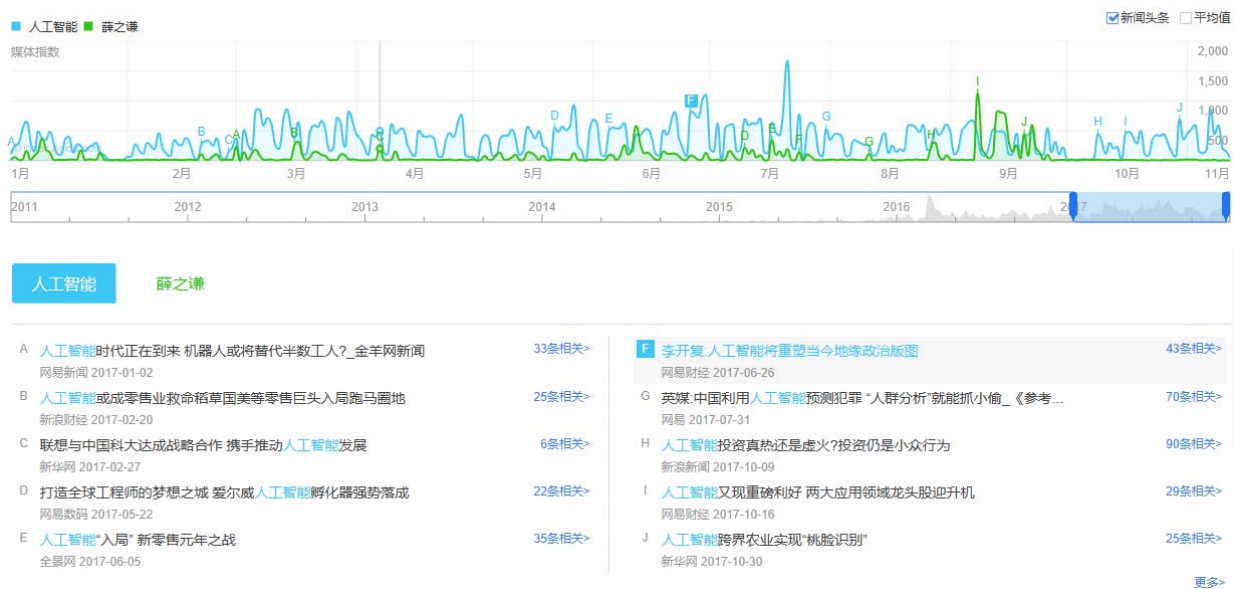 人工智能 薛之谦
新闻头条 平均值
媒体指数
2,000
1,500
1,000
500
A B C A B C C D E F D E F G G H I J H I J
1月 2月 3月 4月 5月 6月 7月 8月 9月 10月 11月
2011 2012 2013 2014 2015 2016
人工智能 薛之谦
A 人工智能时代正在到来 机器人或将替代半数工人?_金羊网新闻 33条相关>
网易新闻 2017-01-02
B 人工智能或成零售业救命稻草国美等零售巨头入局跑马圈地 25条相关>
新浪财经 2017-02-20
C 联想与中国科大达成战略合作 携手推动人工智能发展 6条相关>
新华网 2017-02-27
D 打造全球工程师的梦想之城 爱尔威人工智能孵化器强势落成 22条相关>
网易数码 2017-05-22
E 人工智能“入局” 新零售元年之战 35条相关>
全景网 2017-06-05
F 李开复:人工智能将重塑当今地缘政治版图 43条相关>
网易财经 2017-06-26
G 英媒:中国利用人工智能预测犯罪 “人群分析”就能抓小偷_《参考... 70条相关>
网易 2017-07-31
H 人工智能投资真热还是虚火?投资仍是小众行为 90条相关>
新浪新闻 2017-10-09
I 人工智能又现重磅利好 两大应用领域龙头股迎升机 29条相关>
网易财经 2017-10-16
J 人工智能跨界农业实现“桃脸识别” 25条相关>
新华网 2017-10-30
更多>